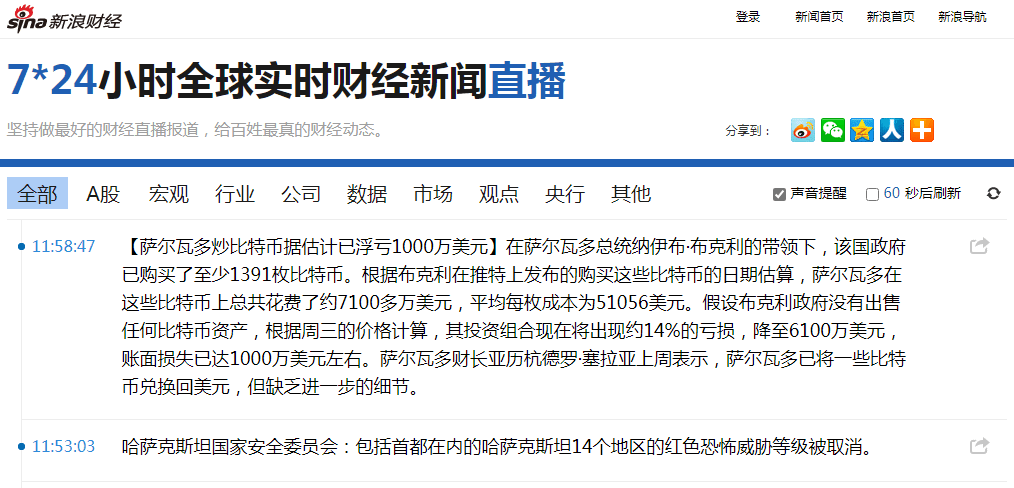 sina 新浪财经
登录 新闻首页 新浪首页 新浪导航
7*24小时全球实时财经新闻直播
坚持做最好的财经直播报道，给百姓最真的财经动态。
分享到：
全部 A股 宏观 行业 公司 数据 市场 观点 央行 其他 声音提醒 60 秒后刷新
11:58:47 【萨尔瓦多炒比特币据估计已浮亏1000万美元】在萨尔瓦多总统纳伊布·布克利的带领下，该国政府
已购买了至少1391枚比特币。根据布克利在推特上发布的购买这些比特币的日期估算，萨尔瓦多在
这些比特币上总共花费了约7100多万美元，平均每枚成本为51056美元。假设布克利政府没有出售
任何比特币资产，根据周三的价格计算，其投资组合现在将出现约14%的亏损，降至6100万美元，
账面损失已达1000万美元左右。萨尔瓦多财长亚历杭德罗·塞拉亚上周表示，萨尔瓦多已将一些比特
币兑换回美元，但缺乏进一步的细节。
11:53:03 哈萨克斯坦国家安全委员会：包括首都在内的哈萨克斯坦14个地区的红色恐怖威胁等级被取消。